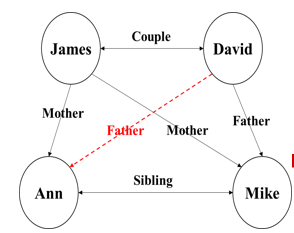 Couple
James
David
Mother
Father
Father
Mother
Sibling
Ann
Mike